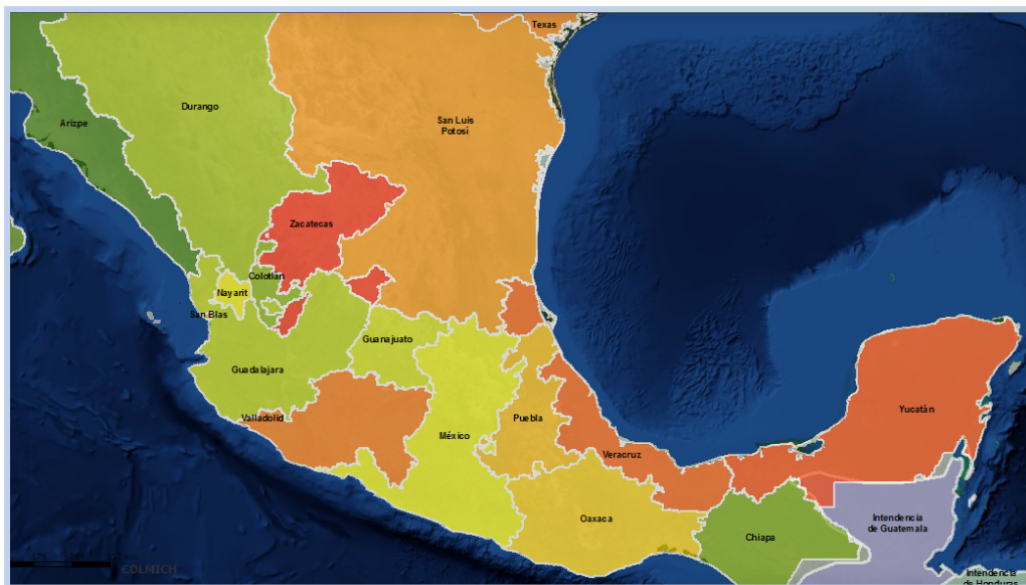 Texas
Durango
Arizpe
San Luis
Potosí
Zacatecas
Colotlán
Nayarit
San Blas
Guanajuato
Guadalajara
Yucatán
Valladolid
Puebla
México
Veracruz
Oaxaca
Intendencia
de Guatemala
Chiapa
COLMICH
Intendencia
de Honduras